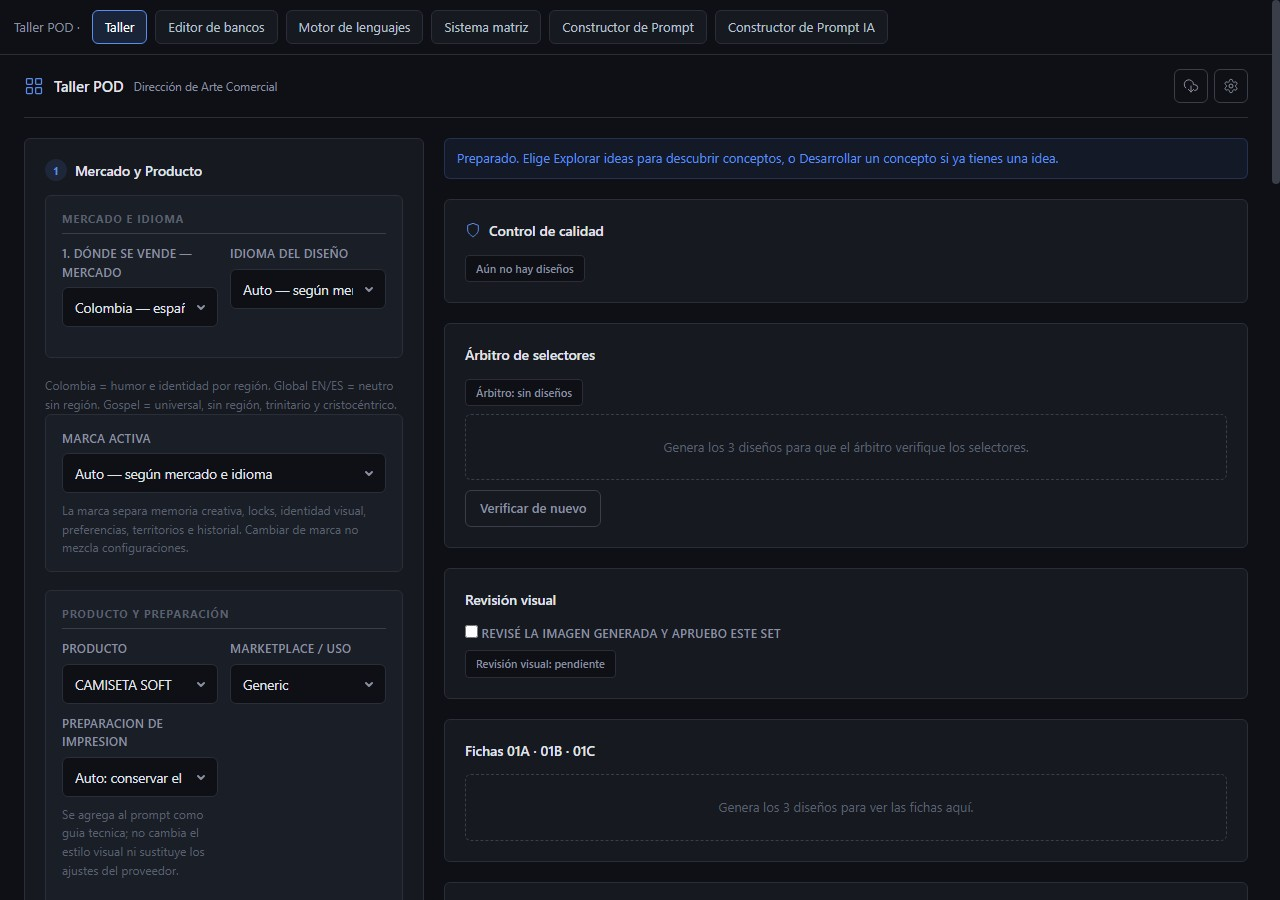 Taller POD ·
Taller
Editor de bancos
Motor de lenguajes
Sistema matriz
Constructor de Prompt
Constructor de Prompt IA
Taller POD
Dirección de Arte Comercial
1
Mercado y Producto
MERCADO E IDIOMA
1. DÓNDE SE VENDE —
MERCADO
Colombia — españ
IDIOMA DEL DISEÑO
Auto — según mer
Colombia = humor e identidad por región. Global EN/ES = neutro
sin región. Gospel = universal, sin región, trinitario y cristocéntrico.
MARCA ACTIVA
Auto — según mercado e idioma
La marca separa memoria creativa, locks, identidad visual,
preferencias, territorios e historial. Cambiar de marca no
mezcla configuraciones.
PRODUCTO Y PREPARACIÓN
PRODUCTO
CAMISETA SOFT
MARKETPLACE / USO
Generic
PREPARACION DE
IMPRESION
Auto: conservar el
Se agrega al prompt como
guia tecnica; no cambia el
estilo visual ni sustituye los
ajustes del proveedor.
Preparado. Elige Explorar ideas para descubrir conceptos, o Desarrollar un concepto si ya tienes una idea.
Control de calidad
Aún no hay diseños
Árbitro de selectores
Árbitro: sin diseños
Genera los 3 diseños para que el árbitro verifique los selectores.
Verificar de nuevo
Revisión visual
REVISÉ LA IMAGEN GENERADA Y APRUEBO ESTE SET
Revisión visual: pendiente
Fichas 01A · 01B · 01C
Genera los 3 diseños para ver las fichas aquí.